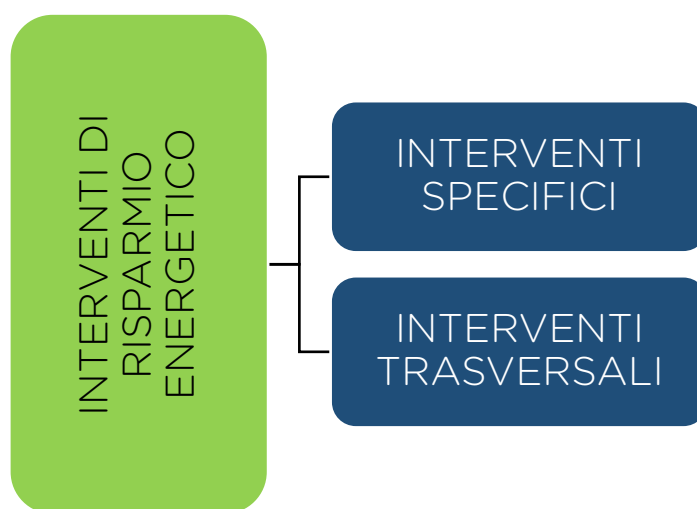 INTERVENTI DI
RISPARMIO
ENERGETICO
INTERVENTI
SPECIFICI
INTERVENTI
TRASVERSALI